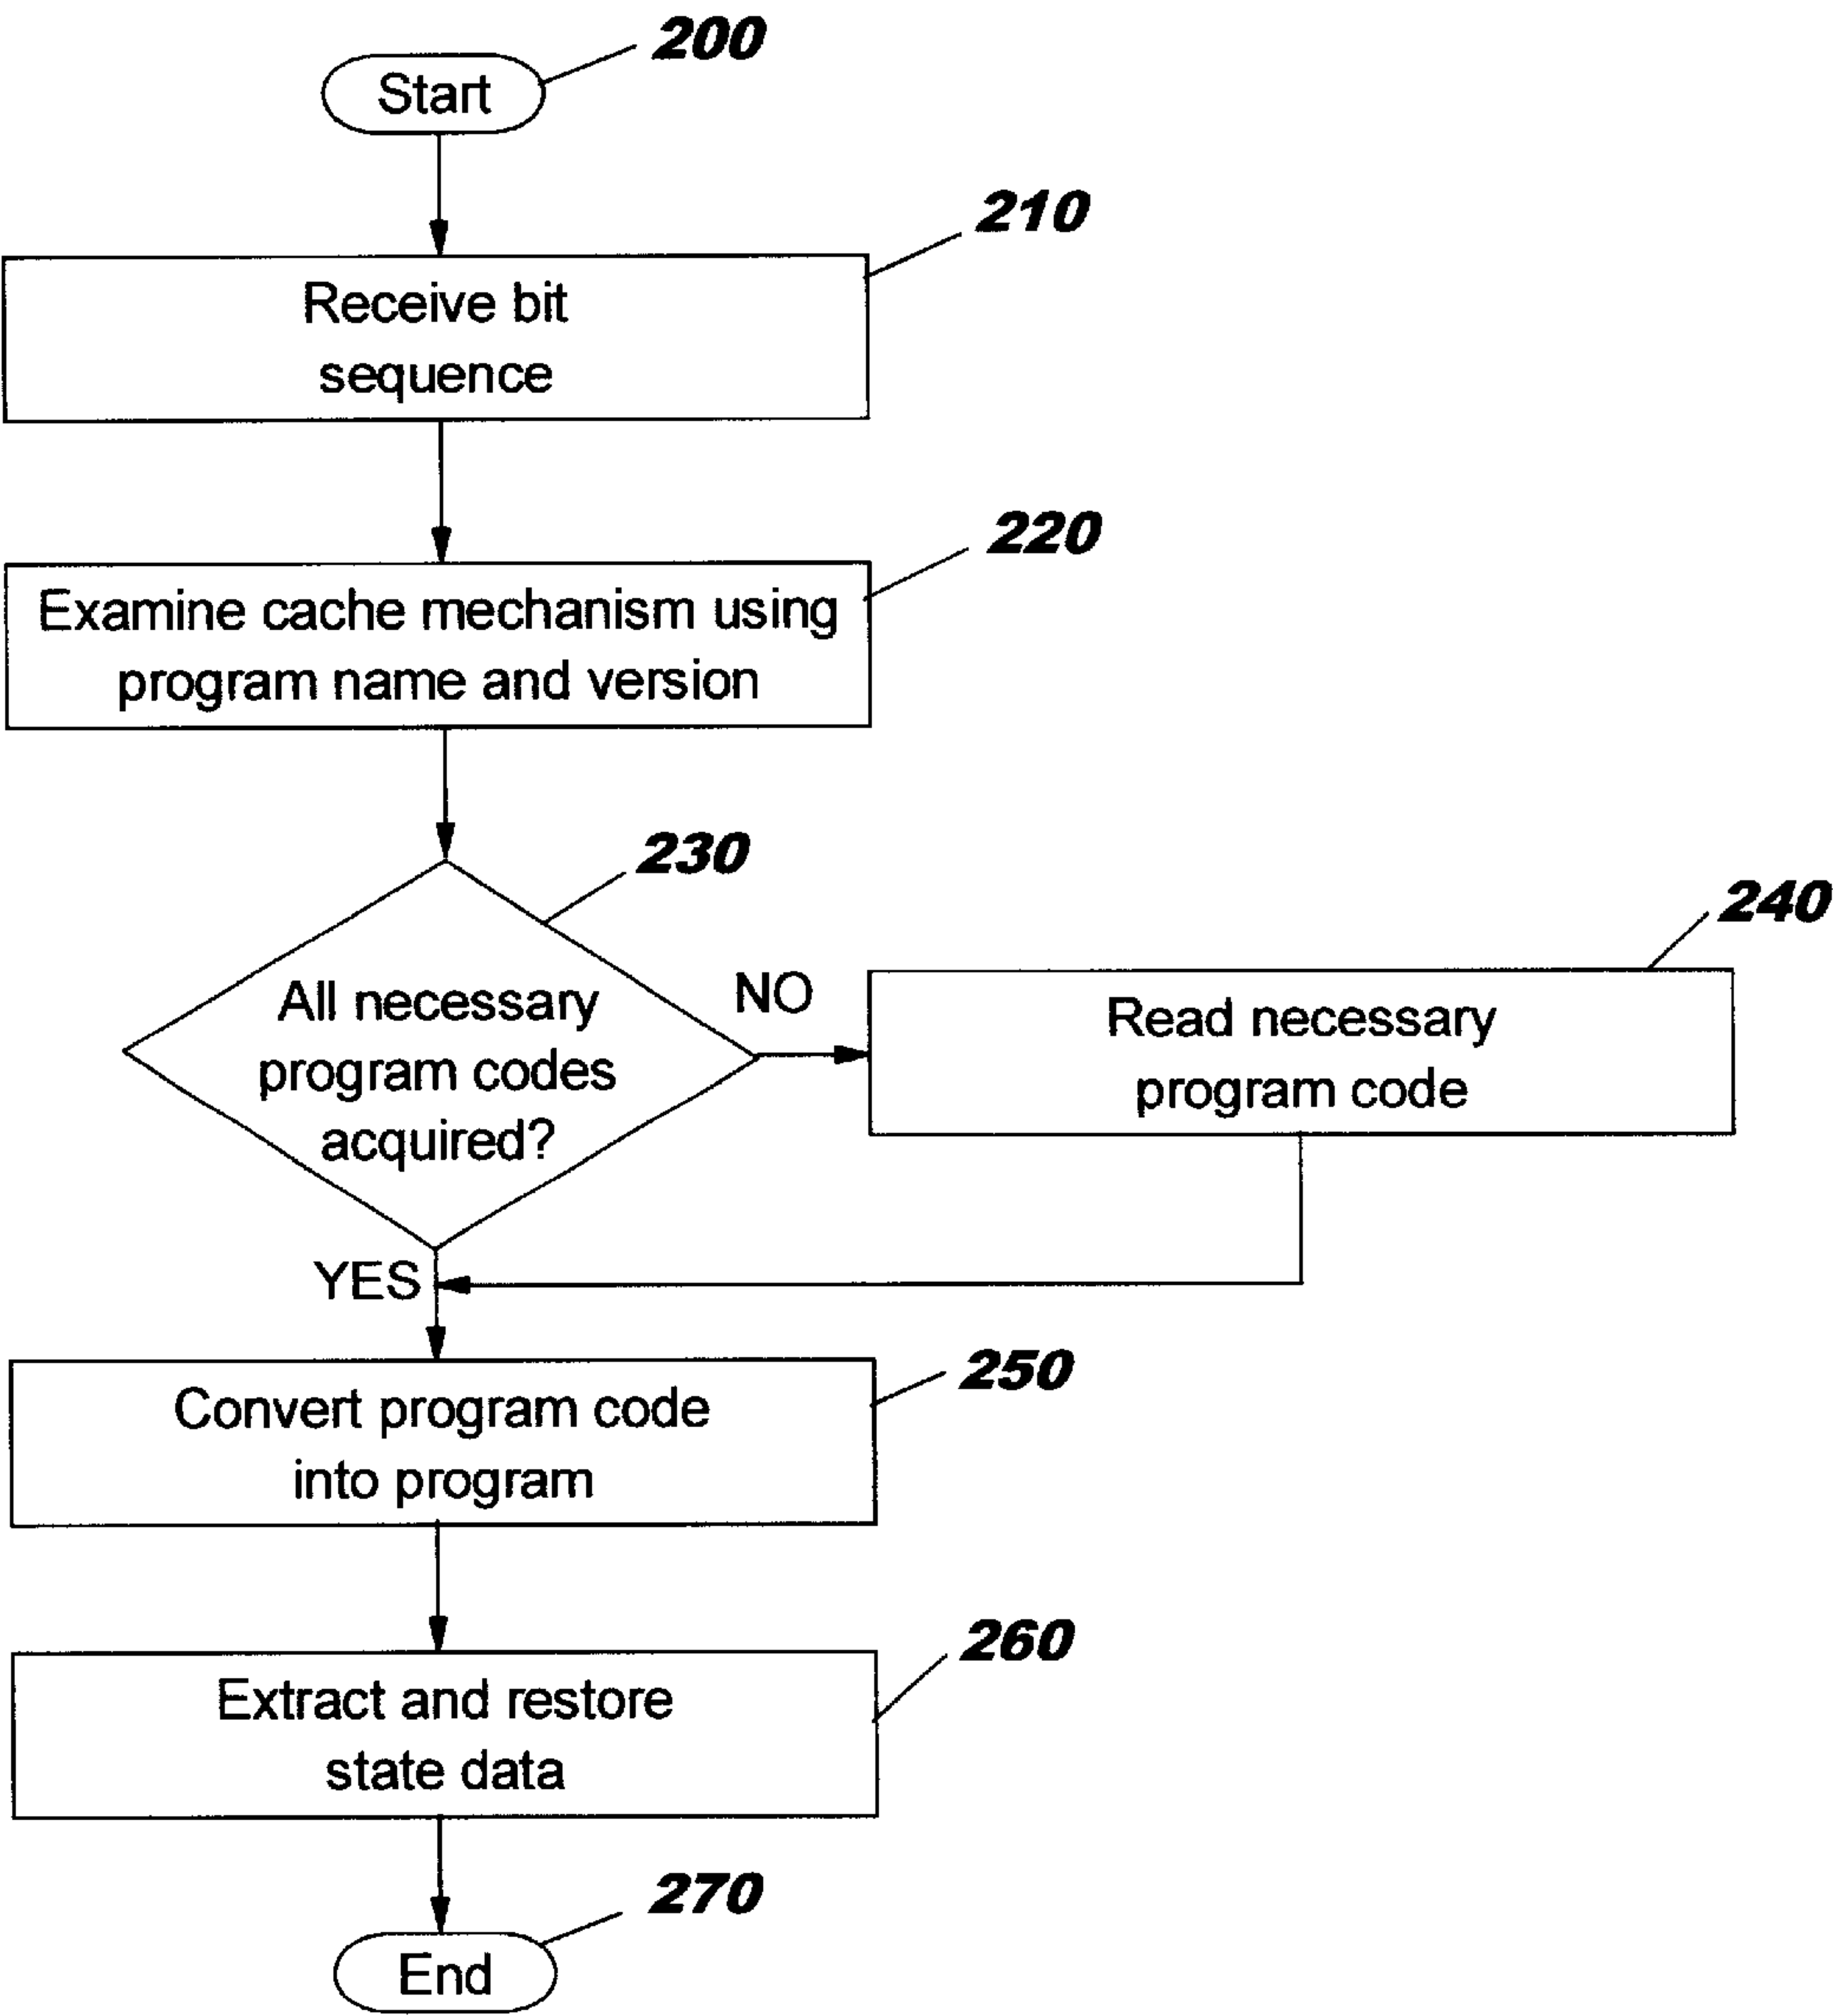 200
Start
210
Receive bit
sequence
220
Examine cache mechanism using
program name and version
230
All necessary
program codes
acquired?
NO
240
Read necessary
program code
YES
250
Convert program code
into program
260
Extract and restore
state data
270
End